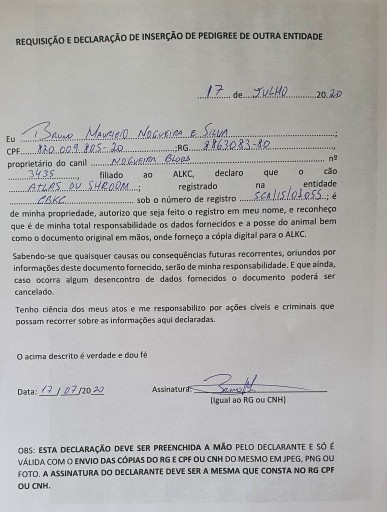 REQUISIÇÃO E DECLARAÇÃO DE INSERÇÃO DE PEDIGREE DE OUTRA ENTIDADE
....17.... de....JULHO.............20.20
Eu ...BRUNO MAURICIO NOGUEIRA E SILVA...;
CPF....820.009.805-20...............;RG....8863083-80...............,
proprietário do canil .......NOGUEIRA BLOOD............................ nº
.......3435......., filiado ao ALKC, declaro que o cão
.......ATLAS DU SHROOM....; registrado na entidade
..........CBKC.................... sob o número de registro .....SCA/15/01055..; é
de minha propriedade, autorizo que seja feito o registro em meu nome, e reconheço
que é de minha total responsabilidade os dados fornecidos e a posse do animal bem
como o documento original em mãos, onde forneço a cópia digital para o ALKC.
Sabendo-se que quaisquer causas ou consequências futuras recorrentes, oriundos por
informações deste documento fornecido, serão de minha responsabilidade. E que ainda,
caso ocorra algum desencontro de dados fornecidos o documento poderá ser
cancelado.
Tenho ciência dos meus atos e me responsabilizo por ações cíveis e criminais que
possam recorrer sobre as informações aqui declaradas.
O acima descrito é verdade e dou fé
Data: 17 / 07 /20 20 Assinatura:
(Igual ao RG ou CNH)
OBS: ESTA DECLARAÇÃO DEVE SER PREENCHIDA A MÃO PELO DECLARANTE E SÓ É
VÁLIDA COM O ENVIO DAS CÓPIAS DO RG E CPF OU CNH DO MESMO EM JPEG, PNG OU
FOTO. A ASSINATURA DO DECLARANTE DEVE SER A MESMA QUE CONSTA NO RG CPF
OU CNH.